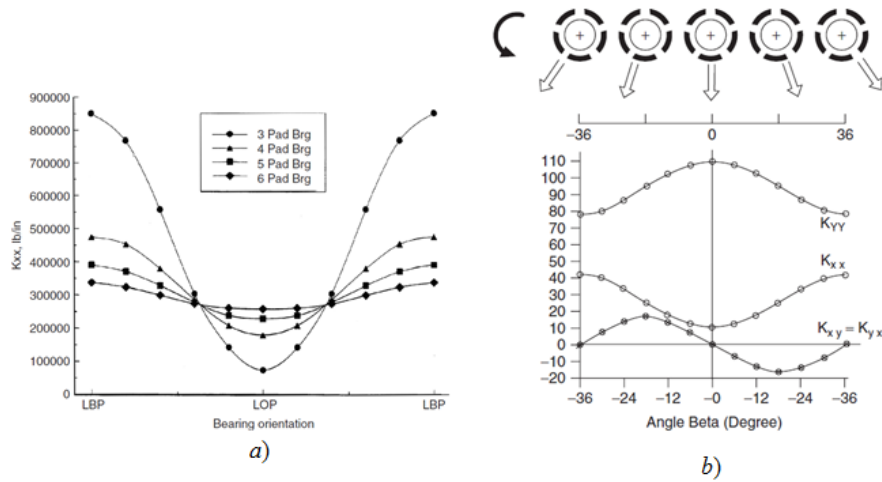 900000
800000
700000
600000
500000
400000
300000
200000
100000
0
Kxx, lb/in
3 Pad Brg
4 Pad Brg
5 Pad Brg
6 Pad Brg
LBP LOP LBP
Bearing orientation
a)
+ + + + +
−36 0 36
110
100
90
80
70
60
50
40
30
20
10
0
−10
−20
KYY
Kx x
Kx y = Ky x
−36 −24 −12 −0 −12 −24 −36
Angle Beta (Degree)
b)